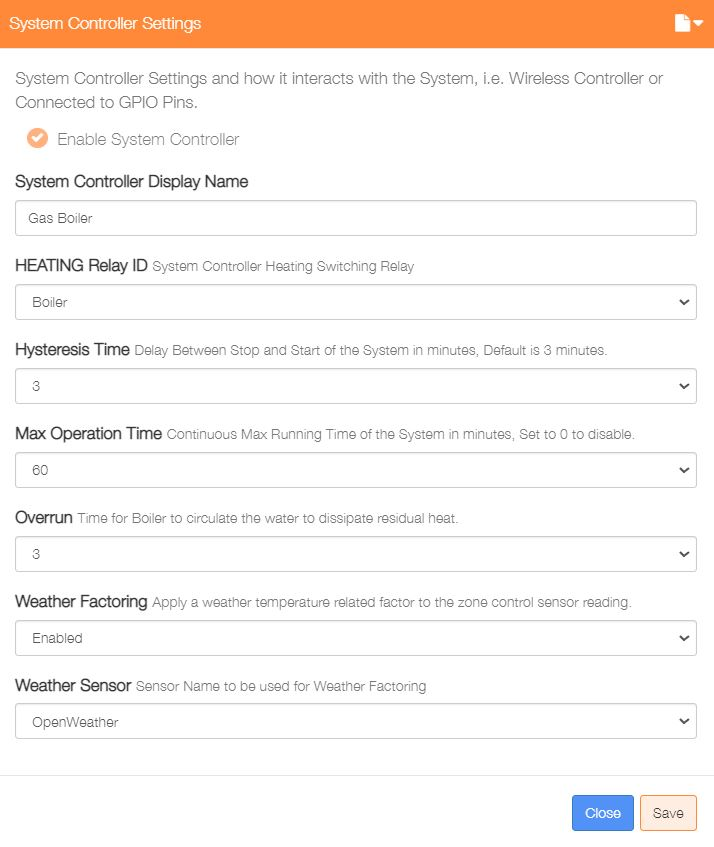 System Controller Settings
System Controller Settings and how it interacts with the System, i.e. Wireless Controller or
Connected to GPIO Pins.
Enable System Controller
System Controller Display Name
Gas Boiler
HEATING Relay ID System Controller Heating Switching Relay
Boiler
Hysteresis Time Delay Between Stop and Start of the System in minutes, Default is 3 minutes.
3
Max Operation Time Continuous Max Running Time of the System in minutes, Set to 0 to disable.
60
Overrun Time for Boiler to circulate the water to dissipate residual heat.
3
Weather Factoring Apply a weather temperature related factor to the zone control sensor reading.
Enabled
Weather Sensor Sensor Name to be used for Weather Factoring
OpenWeather
Close Save